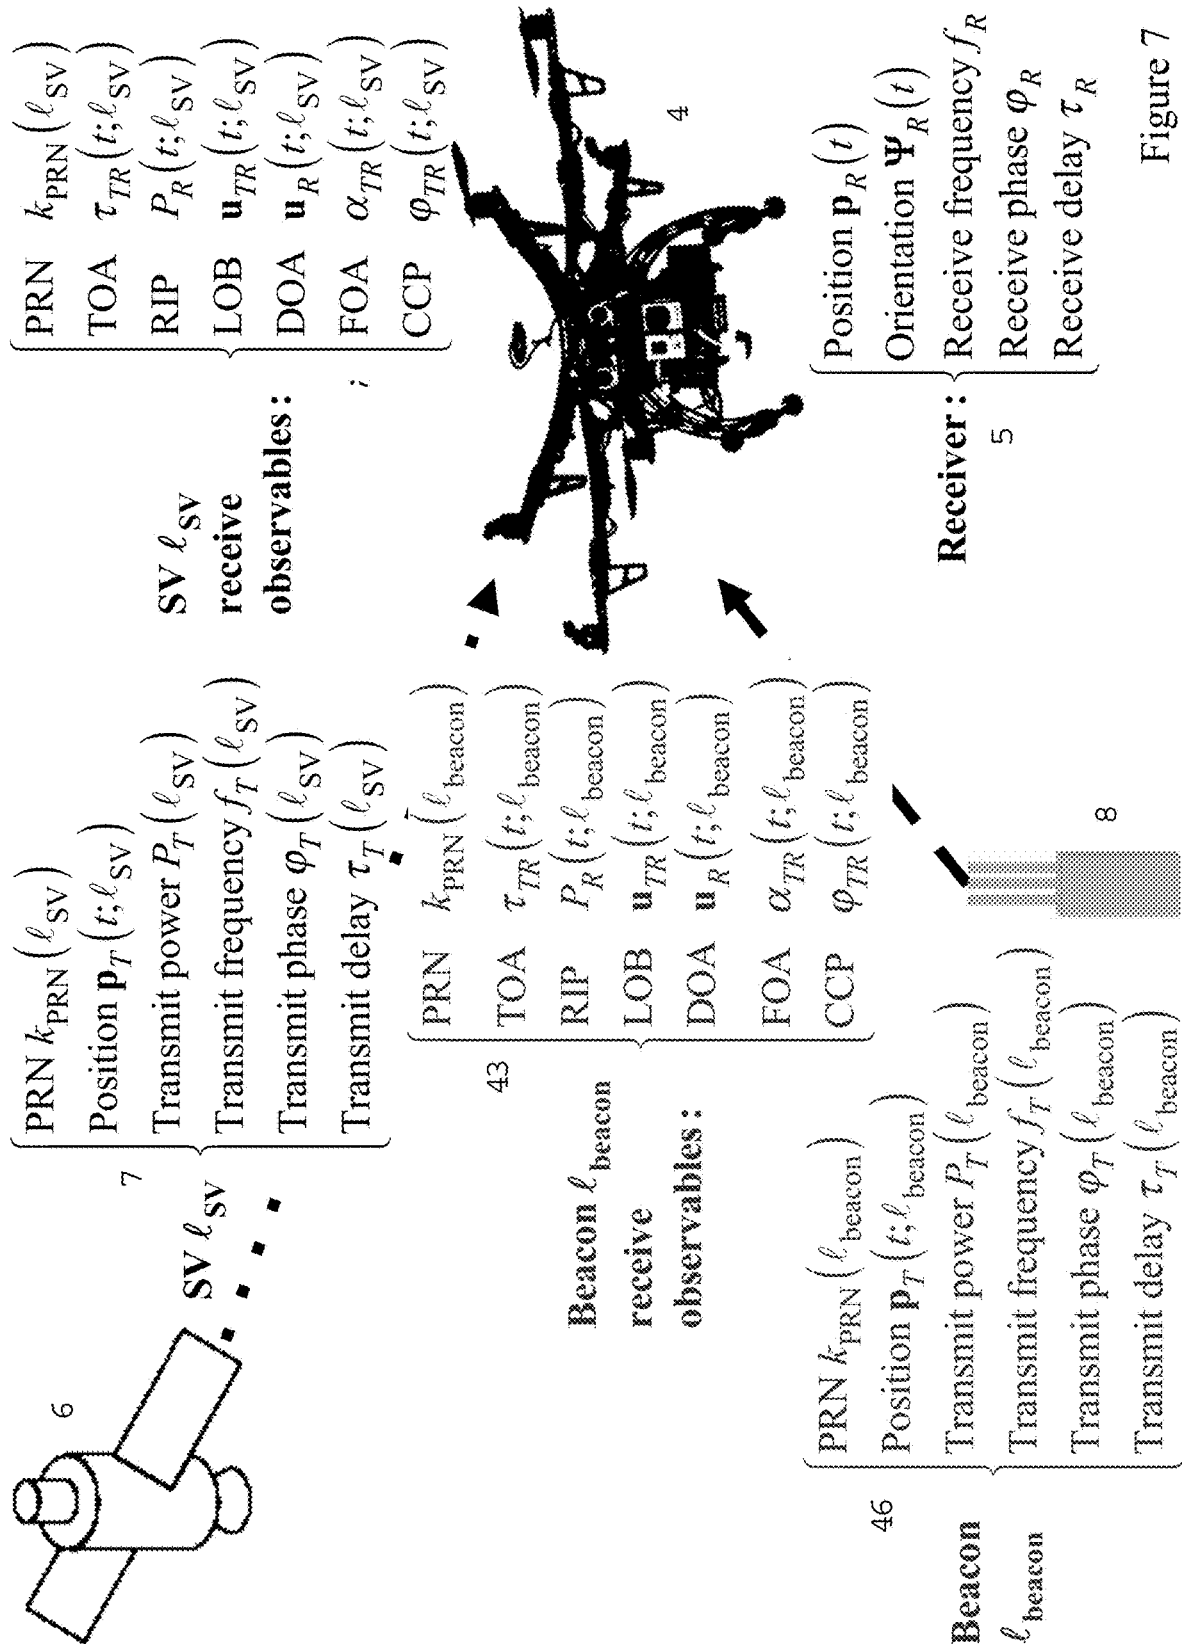 6
SV ℓ_SV
7
PRN k_PRN(ℓ_SV)
Position p_T(t;ℓ_SV)
Transmit power P_T(ℓ_SV)
Transmit frequency f_T(ℓ_SV)
Transmit phase φ_T(ℓ_SV)
Transmit delay τ_T(ℓ_SV)
SV ℓ_SV
receive
observables :
PRN k_PRN(ℓ_SV)
TOA τ_TR(t;ℓ_SV)
RIP P_R(t;ℓ_SV)
LOB u_TR(t;ℓ_SV)
DOA u_R(t;ℓ_SV)
FOA α_TR(t;ℓ_SV)
CCP φ_TR(t;ℓ_SV)
4
Beacon ℓ_beacon
receive
observables :
43
PRN k_PRN(ℓ_beacon)
TOA τ_TR(t;ℓ_beacon)
RIP P_R(t;ℓ_beacon)
LOB u_TR(t;ℓ_beacon)
DOA u_R(t;ℓ_beacon)
FOA α_TR(t;ℓ_beacon)
CCP φ_TR(t;ℓ_beacon)
Beacon
ℓ_beacon
46
PRN k_PRN(ℓ_beacon)
Position p_T(t;ℓ_beacon)
Transmit power P_T(ℓ_beacon)
Transmit frequency f_T(ℓ_beacon)
Transmit phase φ_T(ℓ_beacon)
Transmit delay τ_T(ℓ_beacon)
8
Receiver :
5
Position p_R(t)
Orientation Ψ_R(t)
Receive frequency f_R
Receive phase φ_R
Receive delay τ_R
Figure 7